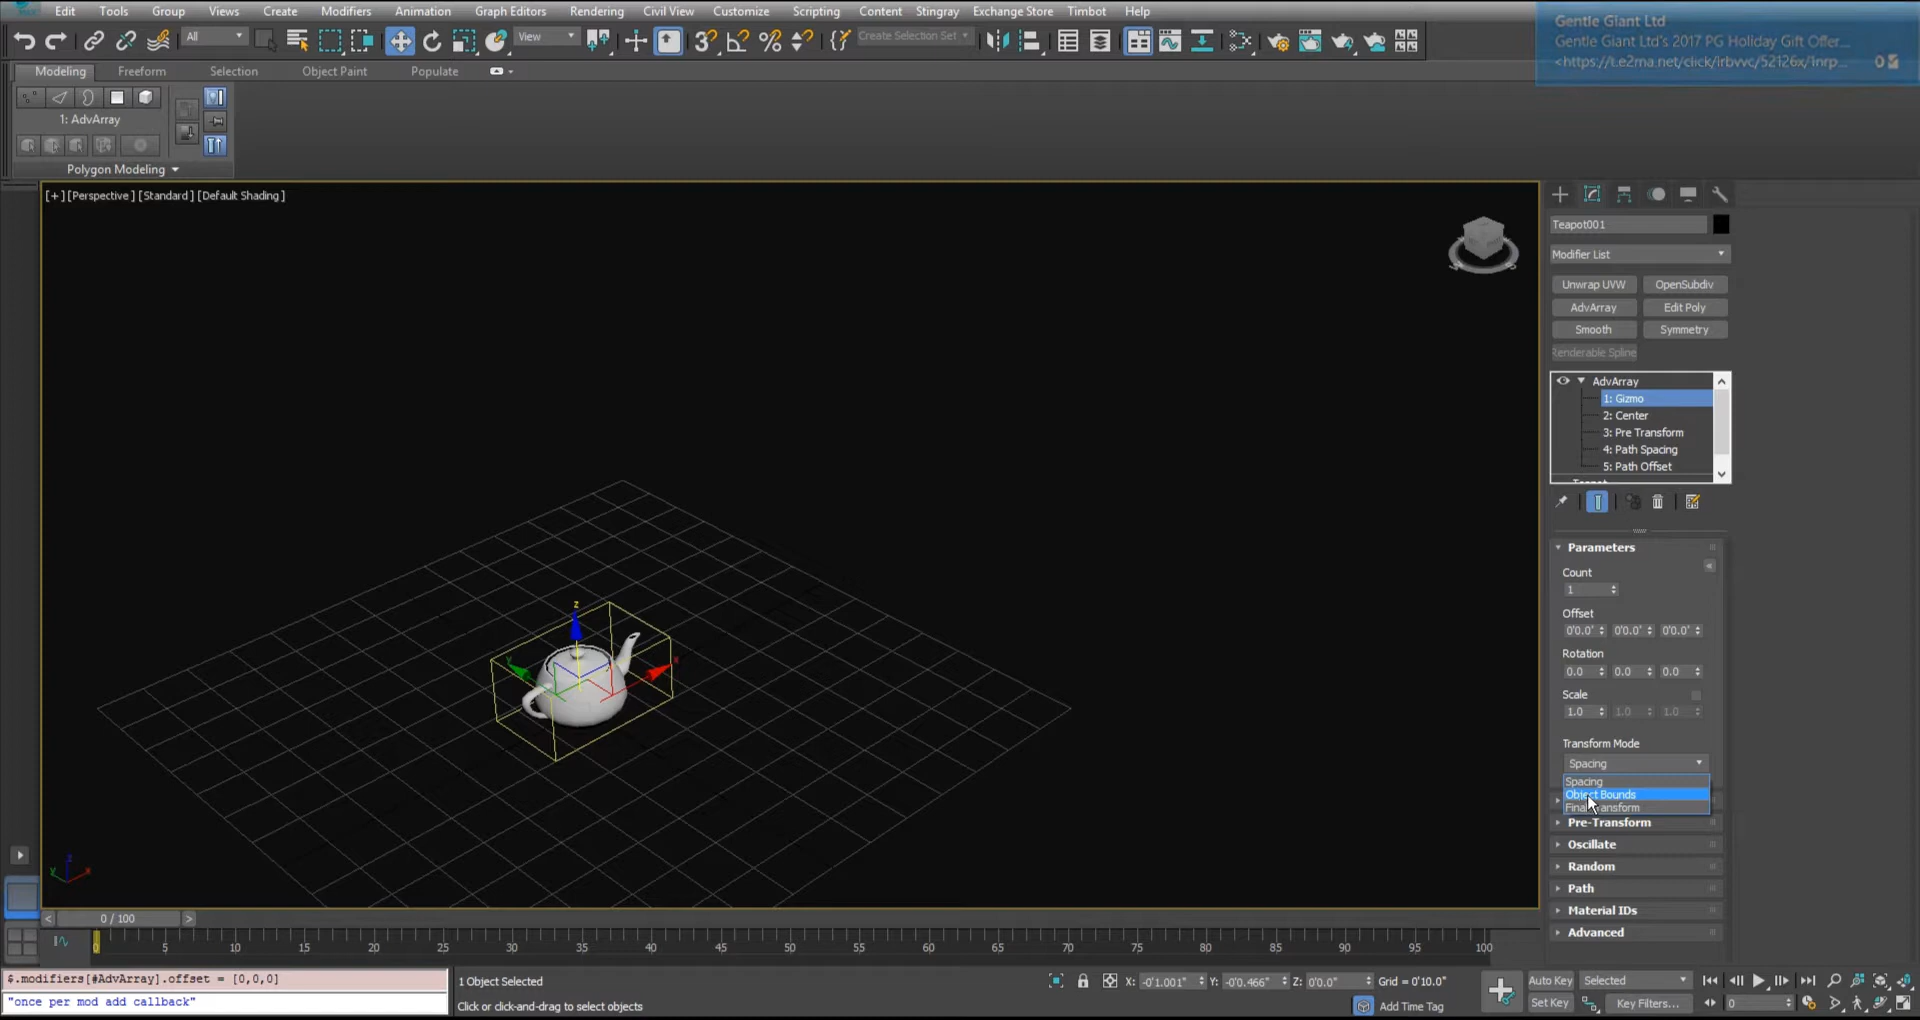 Edit Tools Group Views Create Modifiers Animation Graph Editors Rendering Civil View Customize Scripting Content Stingray Exchange Store Timbot Help
Gentle Giant Ltd
Gentle Giant Ltd's 2017 PG Holiday Gift Offer...
All View Create Selection Set
Modeling Freeform Selection Object Paint Populate
1: AdvArray
Polygon Modeling
[+] [Perspective] [Standard] [Default Shading]
z
y
x
z
y
x
Teapot001
Modifier List
Unwrap UVW OpenSubdiv
AdvArray Edit Poly
Smooth Symmetry
Renderable Spline
AdvArray
1: Gizmo
2: Center
3: Pre Transform
4: Path Spacing
5: Path Offset
Parameters
Count
1
Offset
0'0.0" 0'0.0" 0'0.0"
Rotation
0.0 0.0 0.0
Scale
1.0 1.0 1.0
Transform Mode
Spacing
Spacing
Object Bounds
Final Transform
Pre-Transform
Oscillate
Random
Path
Material IDs
Advanced
< 0 / 100 >
0 5 10 15 20 25 30 35 40 45 50 55 60 65 70 75 80 85 90 95 100
$.modifiers[#AdvArray].offset = [0,0,0]
"once per mod add callback"
1 Object Selected
Click or click-and-drag to select objects
X: -0'1.001" Y: -0'0.466" Z: 0'0.0" Grid = 0'10.0"
Add Time Tag
Auto Key Selected
Set Key Key Filters...
0